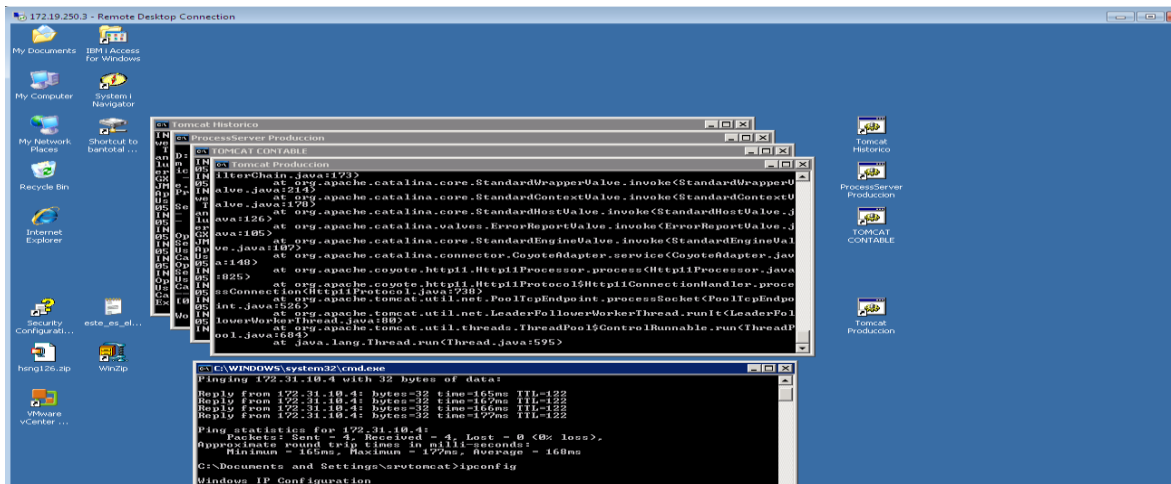 172.19.250.3 - Remote Desktop Connection
My Documents
IBM i Access
for Windows
My Computer
System i
Navigator
My Network
Places
Shortcut to
bantotal ...
Recycle Bin
Internet
Explorer
Security
Configurati...
este_es_el...
hsng126.zip
WinZip
VMware
vCenter ...
Tomcat Historico
ProcessServer Produccion
TOMCAT CONTABLE
Tomcat Produccion
ilterChain.java:173)
at org.apache.catalina.core.StandardWrapperValve.invoke(StandardWrapperV
alve.java:214)
at org.apache.catalina.core.StandardContextValve.invoke(StandardContextV
alve.java:178)
at org.apache.catalina.core.StandardHostValve.invoke(StandardHostValve.j
ava:126)
at org.apache.catalina.valves.ErrorReportValve.invoke(ErrorReportValve.j
ava:105)
at org.apache.catalina.core.StandardEngineValve.invoke(StandardEngineVal
ve.java:107)
at org.apache.catalina.connector.CoyoteAdapter.service(CoyoteAdapter.jav
a:148)
at org.apache.coyote.http11.Http11Processor.process(Http11Processor.java
:825)
at org.apache.coyote.http11.Http11Protocol$Http11ConnectionHandler.proce
ssConnection(Http11Protocol.java:738)
at org.apache.tomcat.util.net.PoolTcpEndpoint.processSocket(PoolTcpEndpo
int.java:526)
at org.apache.tomcat.util.net.LeaderFollowerWorkerThread.runIt(LeaderFol
lowerWorkerThread.java:80)
at org.apache.tomcat.util.threads.ThreadPool$ControlRunnable.run(ThreadP
ool.java:684)
at java.lang.Thread.run(Thread.java:595)
C:\WINDOWS\system32\cmd.exe
Pinging 172.31.10.4 with 32 bytes of data:
Reply from 172.31.10.4: bytes=32 time=165ms TTL=122
Reply from 172.31.10.4: bytes=32 time=167ms TTL=122
Reply from 172.31.10.4: bytes=32 time=166ms TTL=122
Reply from 172.31.10.4: bytes=32 time=177ms TTL=122
Ping statistics for 172.31.10.4:
Packets: Sent = 4, Received = 4, Lost = 0 (0% loss),
Approximate round trip times in milli-seconds:
Minimum = 165ms, Maximum = 177ms, Average = 168ms
C:\Documents and Settings\srvtomcat>ipconfig
Windows IP Configuration
Tomcat
Historico
ProcessServer
Produccion
TOMCAT
CONTABLE
Tomcat
Produccion